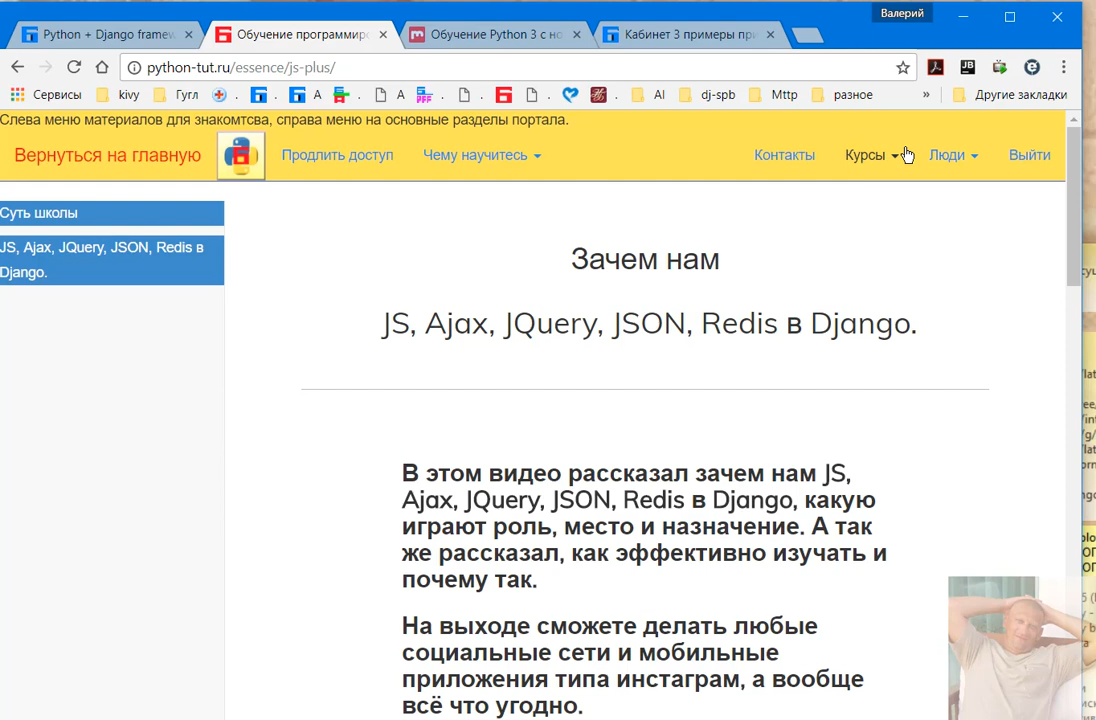 Валерий
Python + Django framew
Обучение программиро
Обучение Python 3 с но
Кабинет 3 примеры при
python-tut.ru/essence/js-plus/
Сервисы kivy Гугл . . А . А . . . AI dj-spb Mttp разное » Другие закладки
Слева меню материалов для знакомтсва, справа меню на основные разделы портала.
Вернуться на главную Продлить доступ Чему научитесь Контакты Курсы Люди Выйти
Суть школы
JS, Ajax, JQuery, JSON, Redis в
Django.
Зачем нам
JS, Ajax, JQuery, JSON, Redis в Django.
В этом видео рассказал зачем нам JS,
Ajax, JQuery, JSON, Redis в Django, какую
играют роль, место и назначение. А так
же рассказал, как эффективно изучать и
почему так.
На выходе сможете делать любые
социальные сети и мобильные
приложения типа инстаграм, а вообще
всё что угодно.